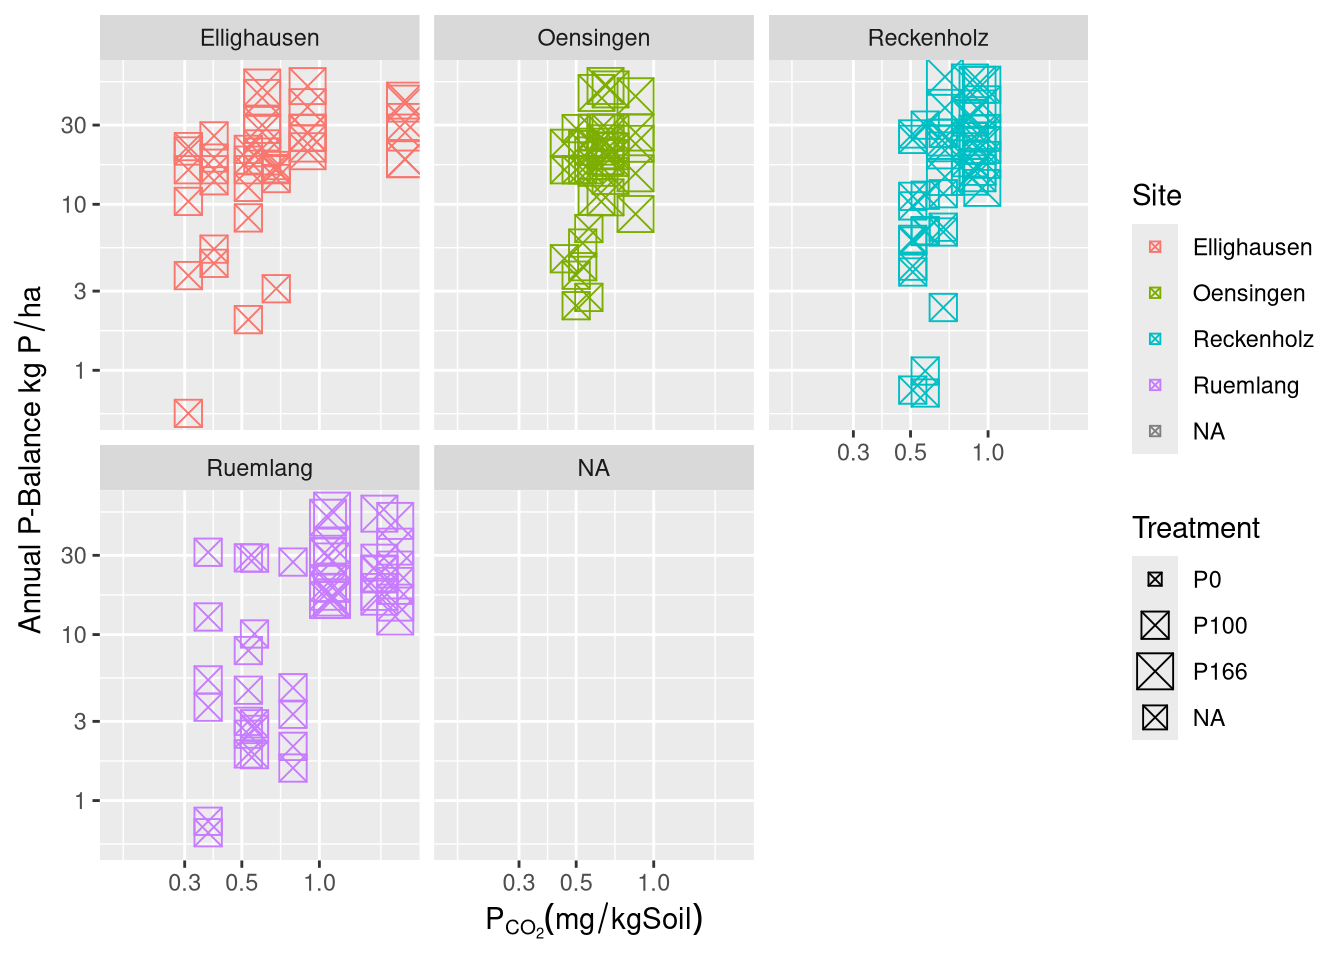 Ellighausen
Oensingen
Reckenholz
30
10
3
1
0.3 0.5 1.0
Ruemlang
NA
30
10
3
1
0.3 0.5 1.0
0.3 0.5 1.0
Annual P-Balance kg P/ha
P_CO₂(mg/kgSoil)
Site
Ellighausen
Oensingen
Reckenholz
Ruemlang
NA
Treatment
P0
P100
P166
NA